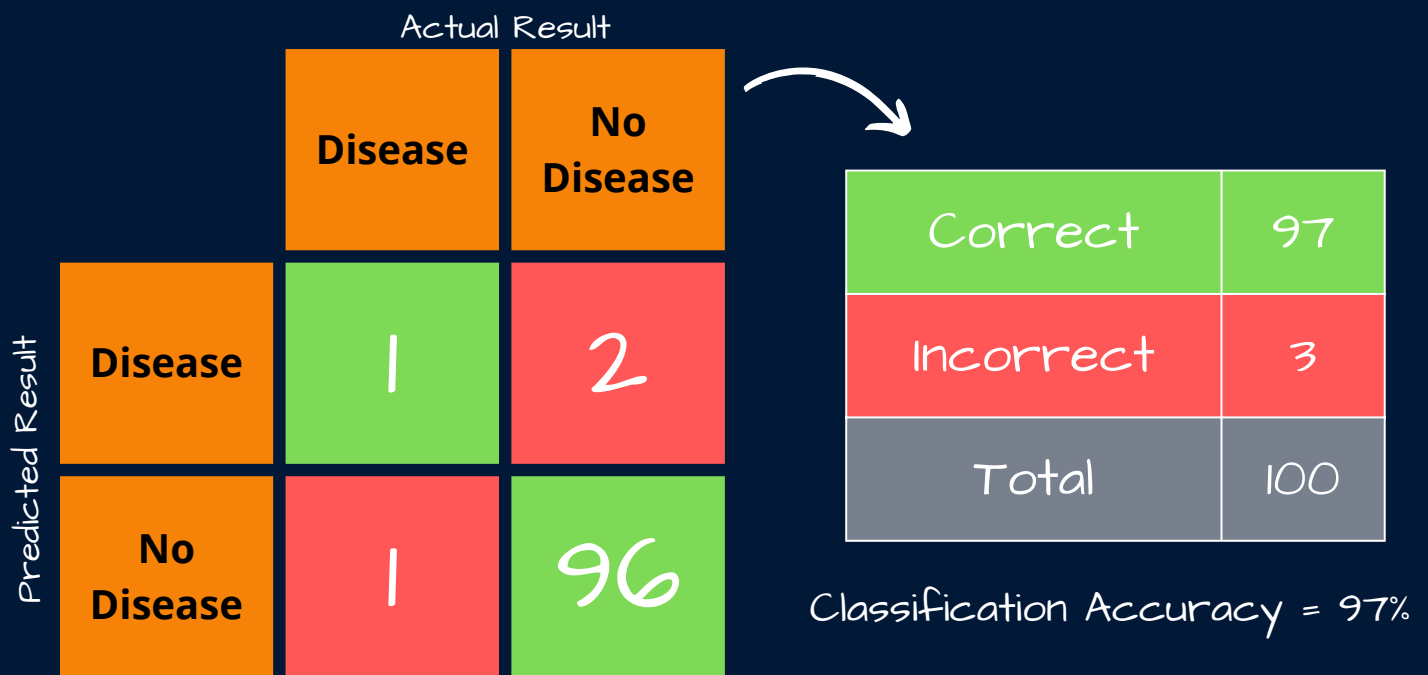 Actual Result
Disease
No
Disease
Predicted Result
Disease
1
2
No
Disease
1
96
Correct
97
Incorrect
3
Total
100
Classification Accuracy = 97%